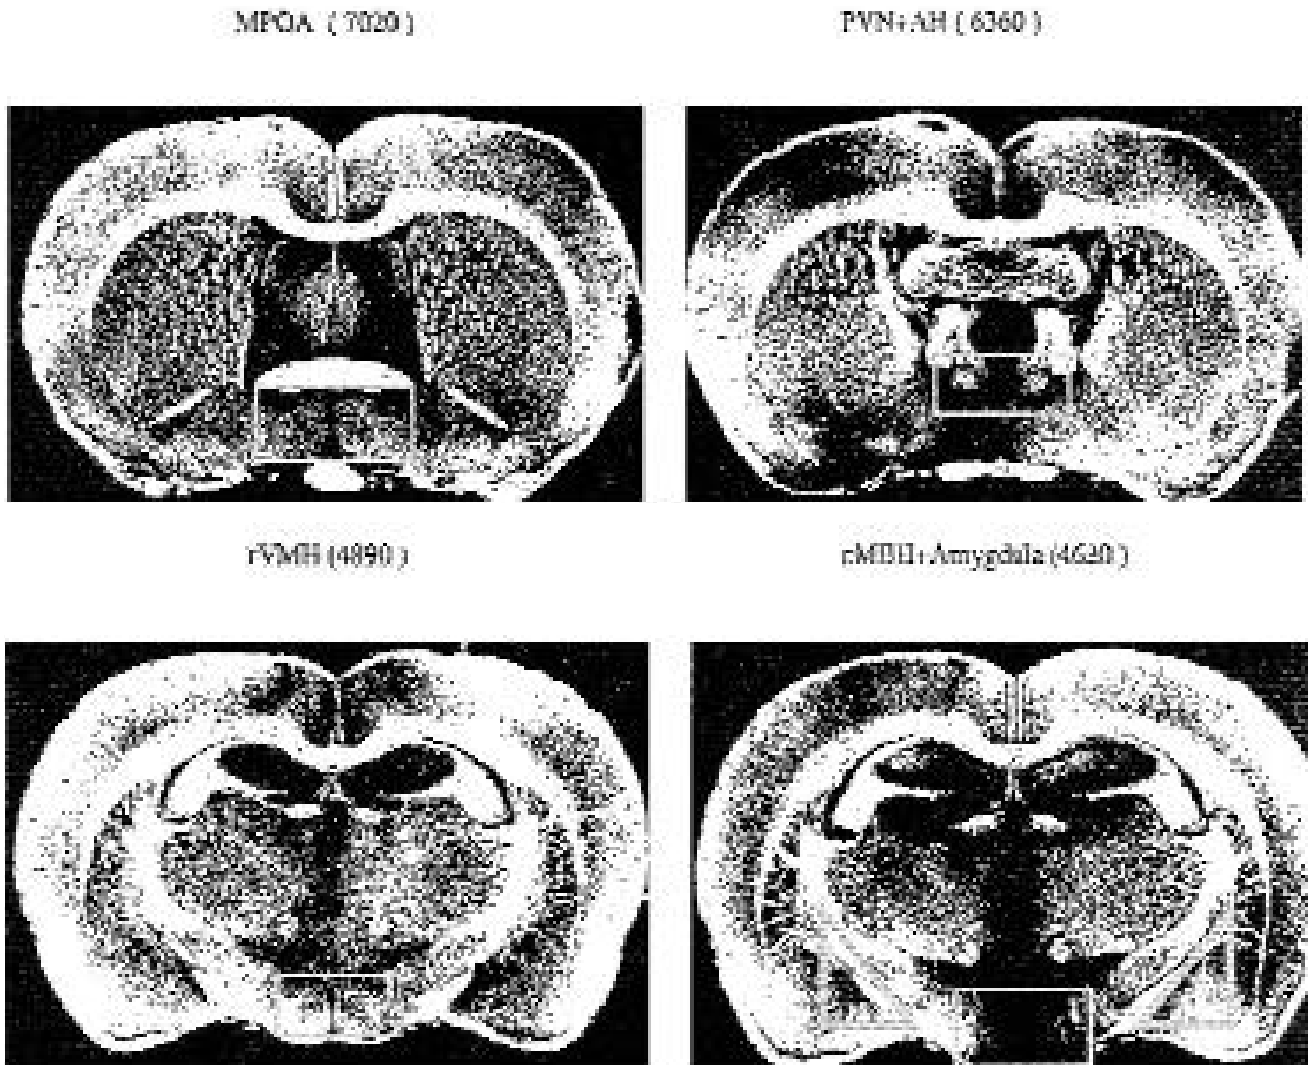 MPOA ( 7020 )
PVN+AH ( 6360 )
rVMH (4890 )
cMBH+Amygdala (4620 )